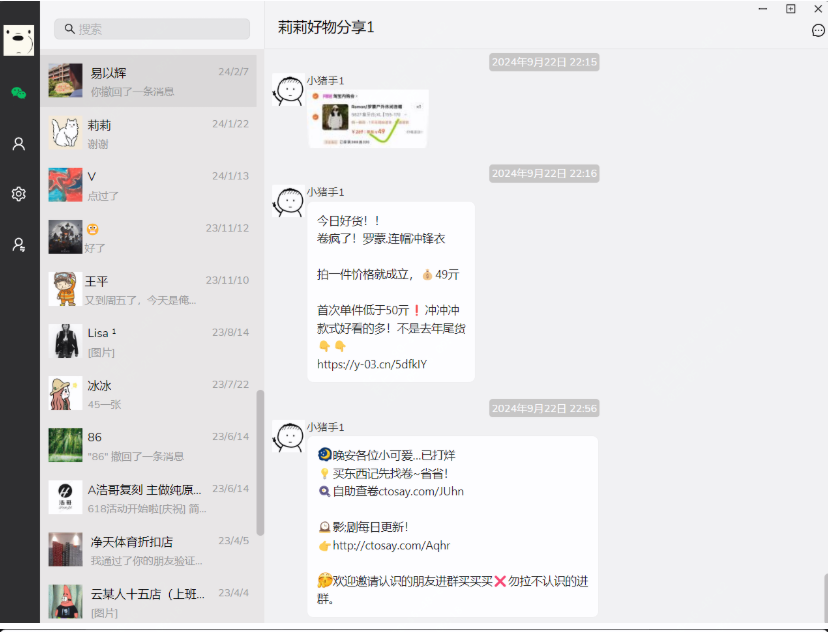 搜索
易以辉 24/2/7
你撤回了一条消息
莉莉 24/1/22
谢谢
V 24/1/13
点过了
23/11/12
好了
王平 23/11/10
又到周五了，今天是俺...
Lisa ¹ 23/8/14
[图片]
冰冰 23/7/22
45一张
86 23/6/14
"86" 撤回了一条消息
A浩哥复刻 主做纯原... 23/6/14
618活动开始啦[庆祝] 简...
净天体育折扣店 23/4/5
我通过了你的朋友验证...
云某人十五店（上班... 23/4/4
[图片]
莉莉好物分享1
2024年9月22日 22:15
小猪手1
2024年9月22日 22:16
小猪手1
今日好货！！
卷疯了！罗蒙.连帽冲锋衣
拍一件价格就成立，💰49亓
首次单件低于50亓❗冲冲冲
款式好看的多！不是去年尾货
👇👇
https://y-03.cn/5dfkIY
2024年9月22日 22:56
小猪手1
🌛晚安各位小可爱...已打烊
💡买东西记先找卷~省省！
🔍自助查卷ctosay.com/JUhn
🕰影;剧每日更新！
👉http://ctosay.com/Aqhr
欢迎邀请认识的朋友进群买买买❌勿拉不认识的进
群。